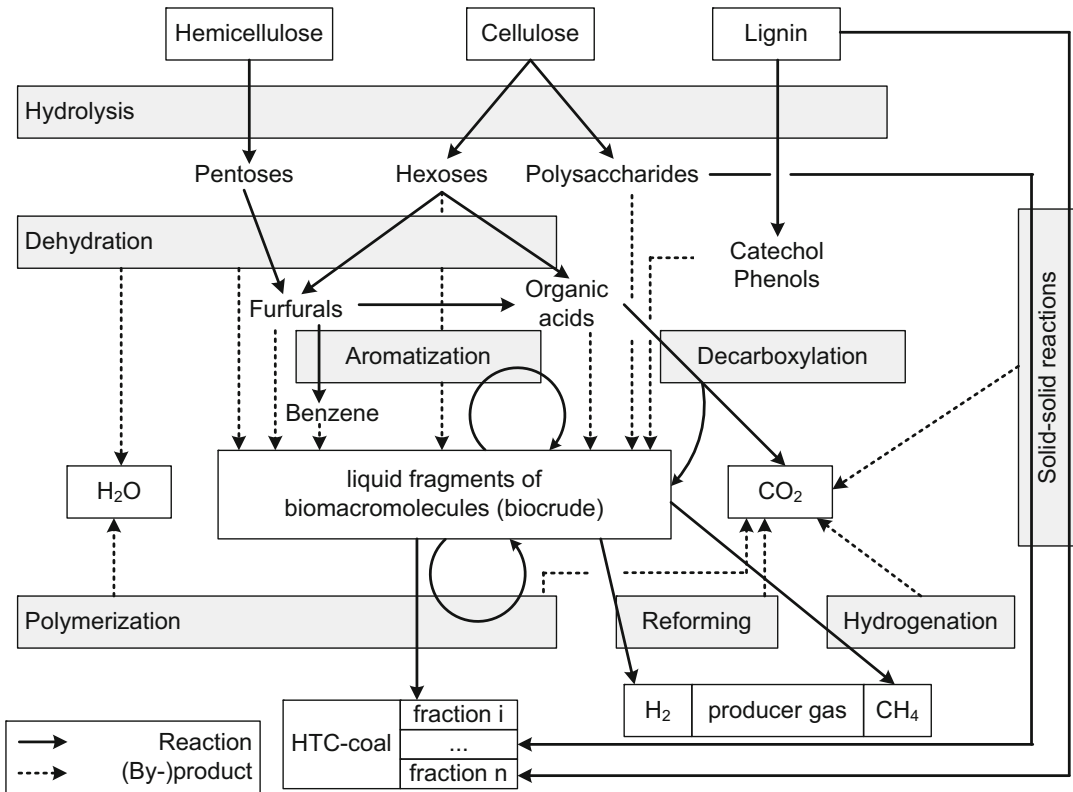 Hemicellulose
Cellulose
Lignin
Hydrolysis
Pentoses
Hexoses
Polysaccharides
Dehydration
Catechol
Phenols
Furfurals
Organic
acids
Solid-solid reactions
Aromatization
Decarboxylation
Benzene
H₂O
liquid fragments of
biomacromolecules (biocrude)
CO₂
Polymerization
Reforming
Hydrogenation
HTC-coal
fraction i
...
fraction n
H₂
producer gas
CH₄
Reaction
(By-)product